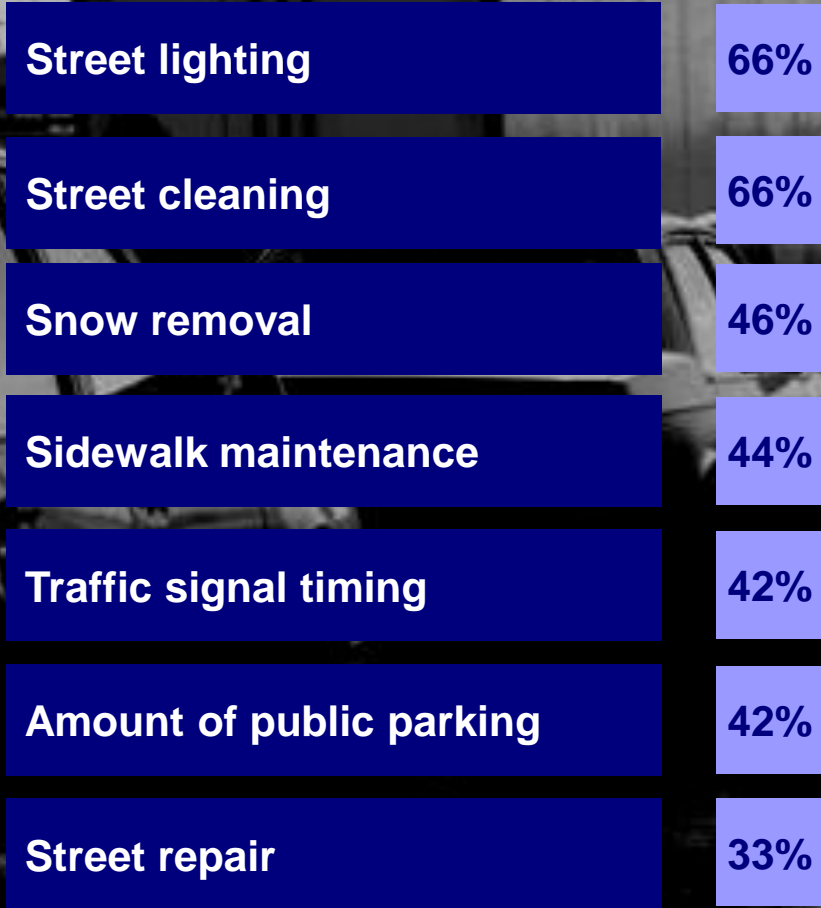 Street lighting 66%
Street cleaning 66%
Snow removal 46%
Sidewalk maintenance 44%
Traffic signal timing 42%
Amount of public parking 42%
Street repair 33%